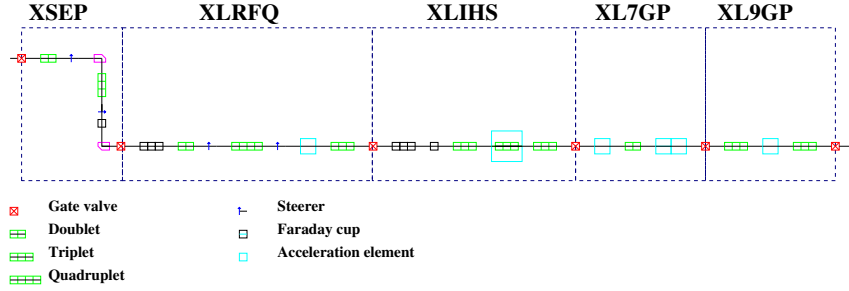 XSEP XLRFQ XLIHS XL7GP XL9GP
Gate valve Steerer
Doublet Faraday cup
Triplet Acceleration element
Quadruplet